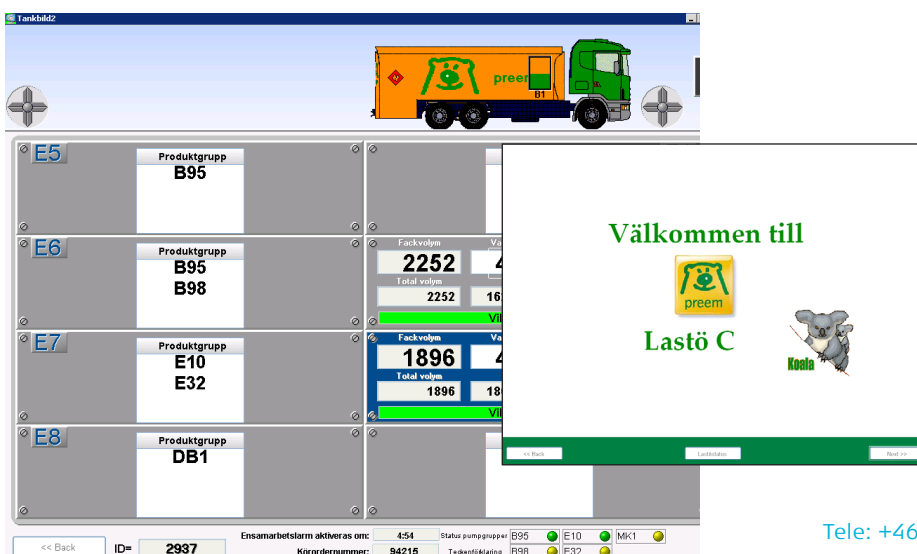 Tankbild2
preem
B1
E5
Produktgrupp
B95
E6
Produktgrupp
B95
B98
Fackvolym
2252
Total volym
2252
E7
Produktgrupp
E10
E32
Fackvolym
1896
Total volym
1896
E8
Produktgrupp
DB1
Välkommen till
preem
Lastö C
Koala
<< Back
Next >>
<< Back
ID=
2937
Ensamarbetslarm aktiveras om:
4:54
Status pumpgrupper
B95
E10
MK1
Körordernummer:
94215
Teckenförklaring
B98
E32
Tele: +46